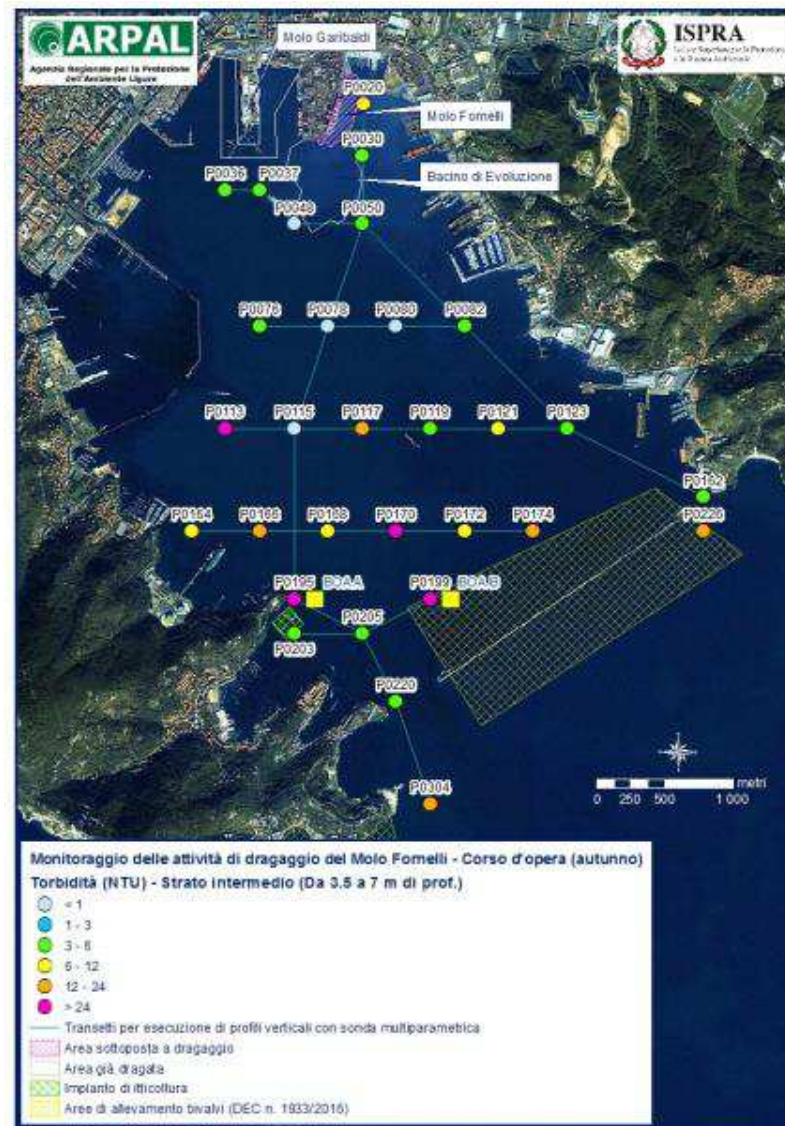 ARPAL
Agenzia Regionale per la Protezione
dell'Ambiente Ligure
ISPRA
Molo Garibaldi
P0020
Molo Fornelli
P0030
Bacino di Evoluzione
P0036
P0037
P0048
P0050
P0076
P0078
P0080
P0082
P0113
P0115
P0117
P0119
P0121
P0123
P0164
P0166
P0168
P0170
P0172
P0174
P0226
P0195
BOA A
P0199
BOA B
P0203
P0205
P0220
P0304
metri
0 250 500 1 000
Monitoraggio delle attività di dragaggio del Molo Fornelli - Corso d'opera (autunno)
Torbidità (NTU) - Strato intermedio (Da 3.5 a 7 m di prof.)
< 1
1 - 3
3 - 6
6 - 12
12 - 24
> 24
Transetti per esecuzione di profili verticali con sonda multiparametrica
Area sottoposta a dragaggio
Area già dragata
Impianto di itticoltura
Aree di allevamento bivalvi (DEC n. 1933/2016)